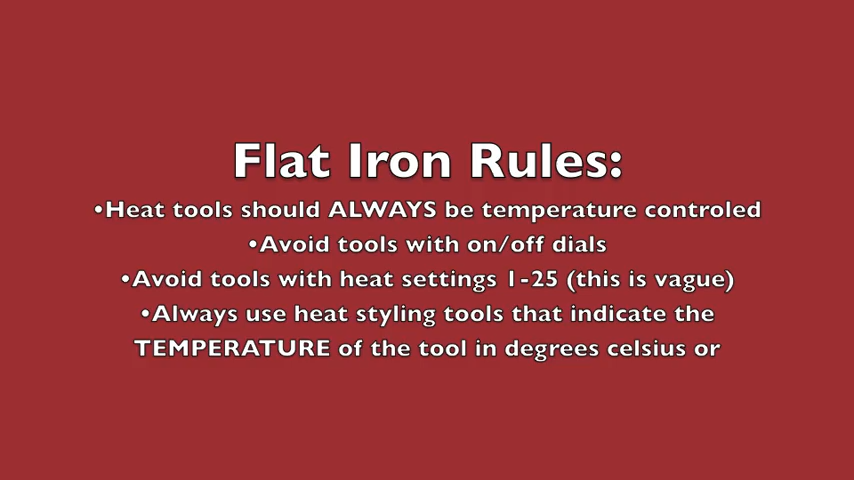 Flat Iron Rules:
•Heat tools should ALWAYS be temperature controled
•Avoid tools with on/off dials
•Avoid tools with heat settings 1-25 (this is vague)
•Always use heat styling tools that indicate the
TEMPERATURE of the tool in degrees celsius or